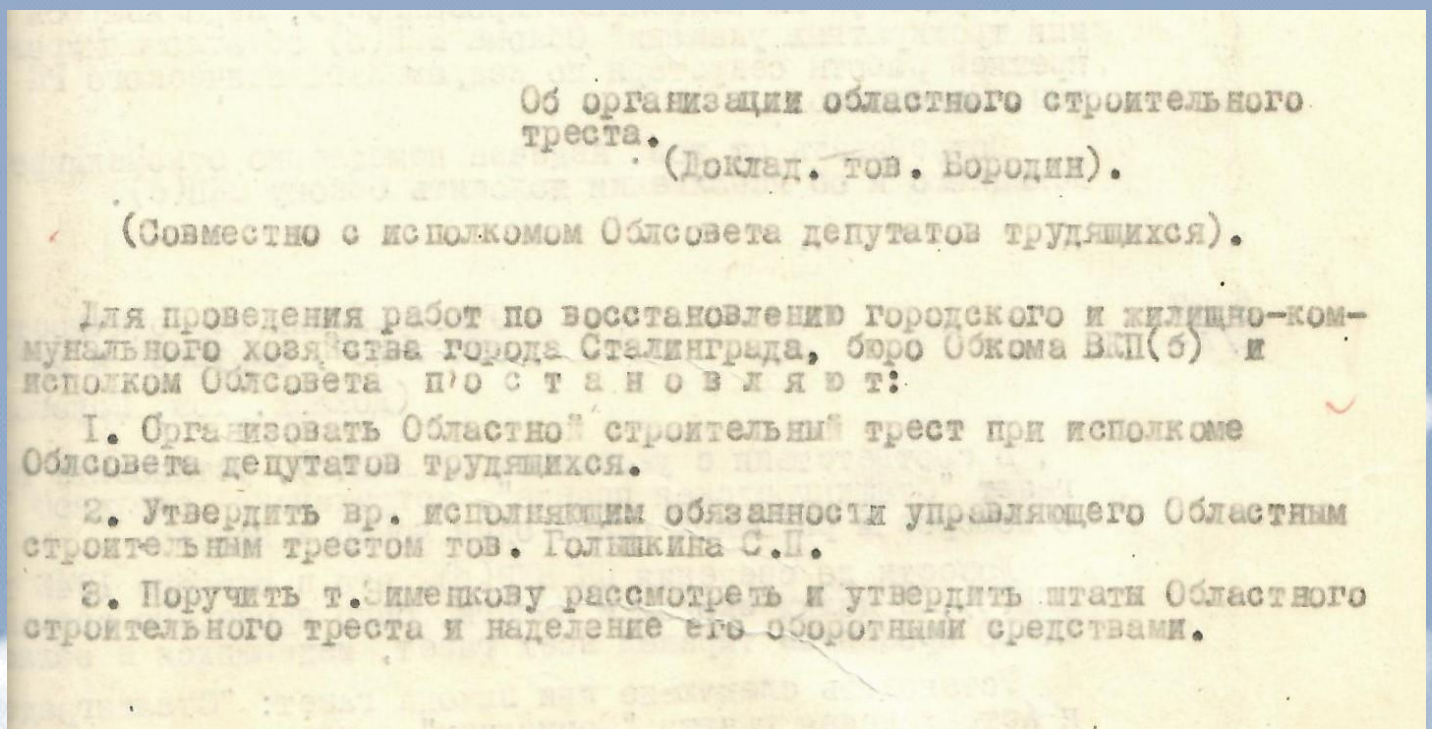 Об организации областного строительного
треста.
(Доклад. тов. Бородин).
(Совместно с исполкомом Облсовета депутатов трудящихся).
Для проведения работ по восстановлению городского и жилищно-ком-
мунального хозяйства города Сталинграда, бюро Обкома ВКП(б) и
исполком Облсовета п о с т а н о в л я ю т:
1. Организовать Областной строительный трест при исполкоме
Облсовета депутатов трудящихся.
2. Утвердить вр. исполняющим обязанности управляющего Областным
строительным трестом тов. Голышкина С.П.
3. Поручить т.Зименкову рассмотреть и утвердить штаты Областного
строительного треста и наделение его оборотными средствами.